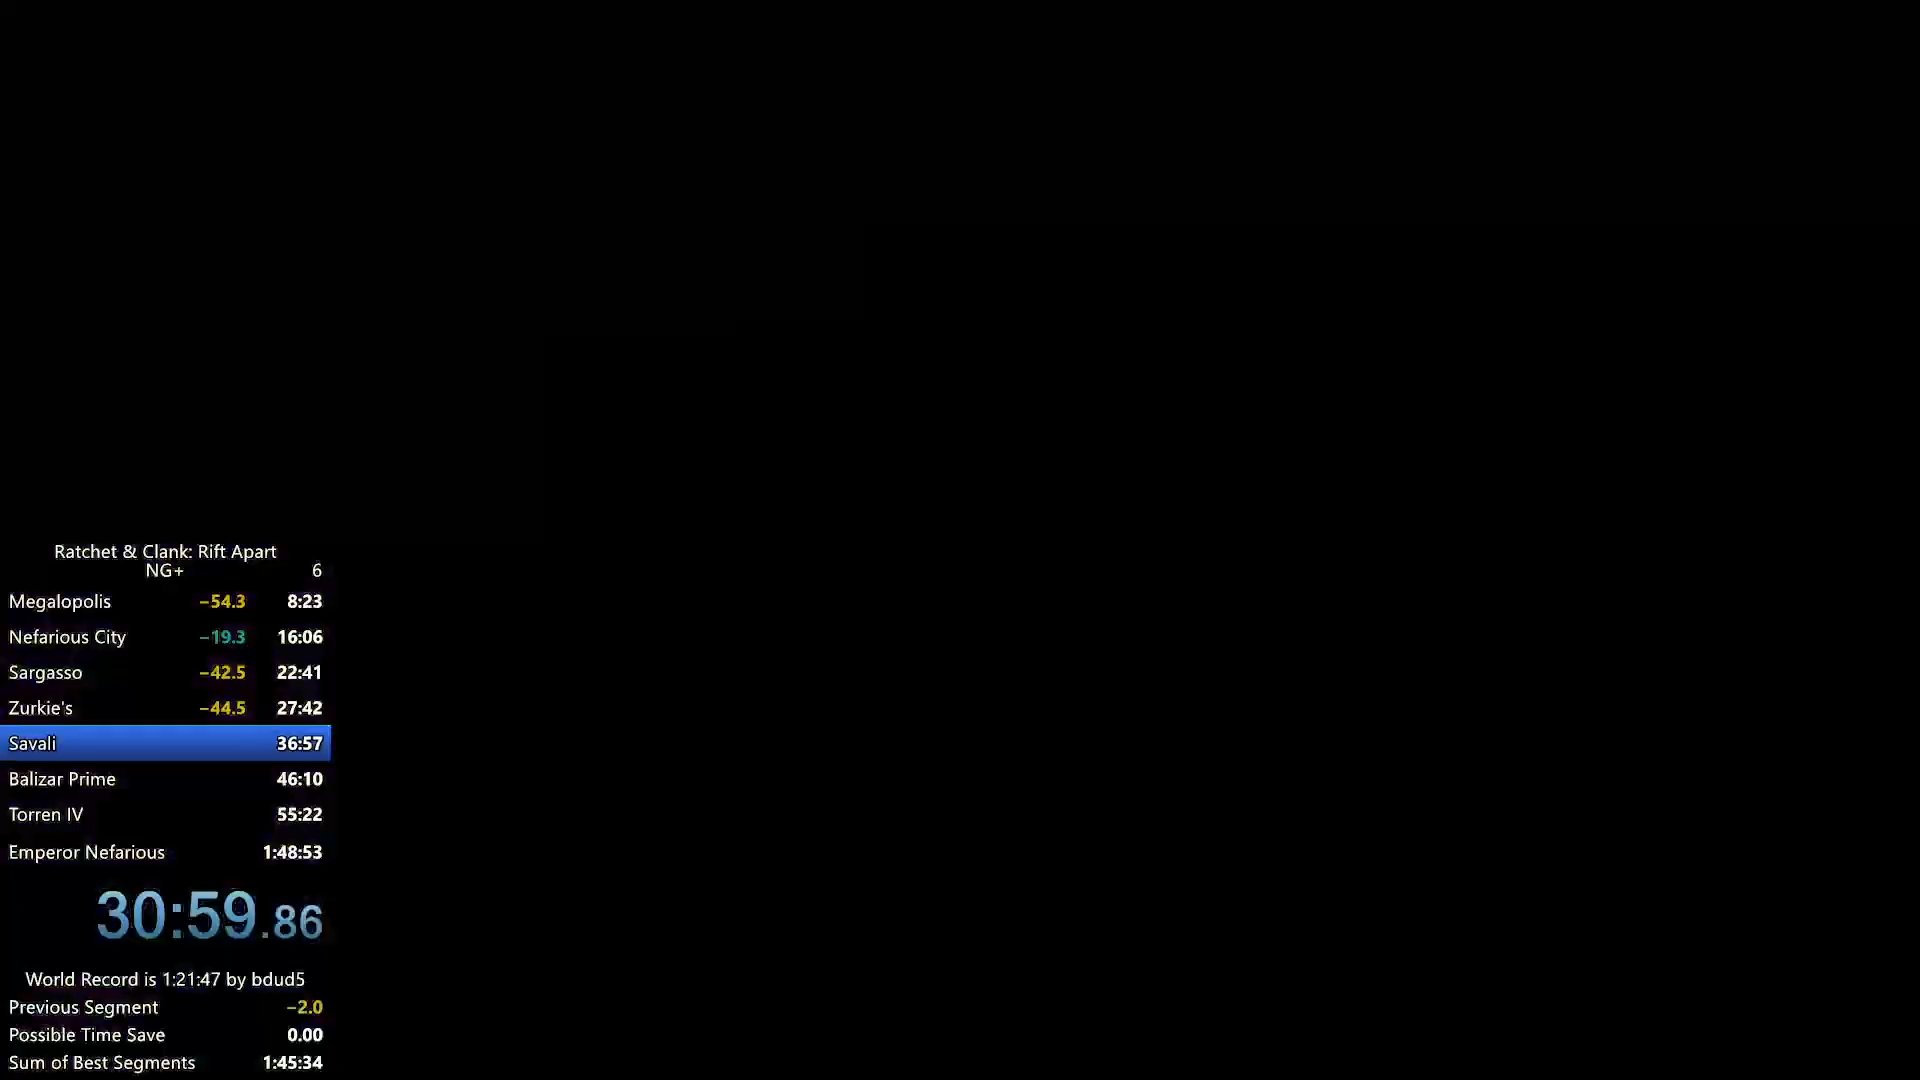 Ratchet & Clank: Rift Apart
NG+ 6
Megalopolis −54.3 8:23
Nefarious City −19.3 16:06
Sargasso −42.5 22:41
Zurkie's −44.5 27:42
Savali 36:57
Balizar Prime 46:10
Torren IV 55:22
Emperor Nefarious 1:48:53
30:59.86
World Record is 1:21:47 by bdud5
Previous Segment −2.0
Possible Time Save 0.00
Sum of Best Segments 1:45:34